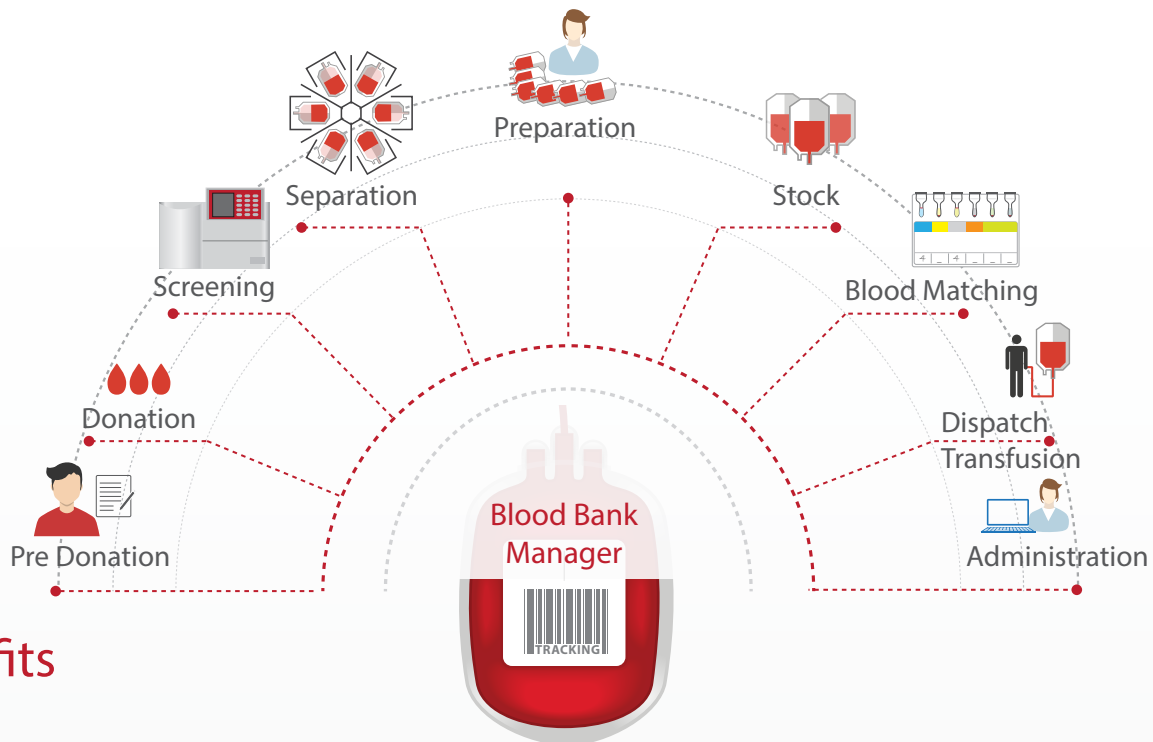 Preparation
Separation
Stock
Screening
Blood Matching
Donation
Dispatch
Transfusion
Pre Donation
Administration
Blood Bank
Manager
TRACKING
fits